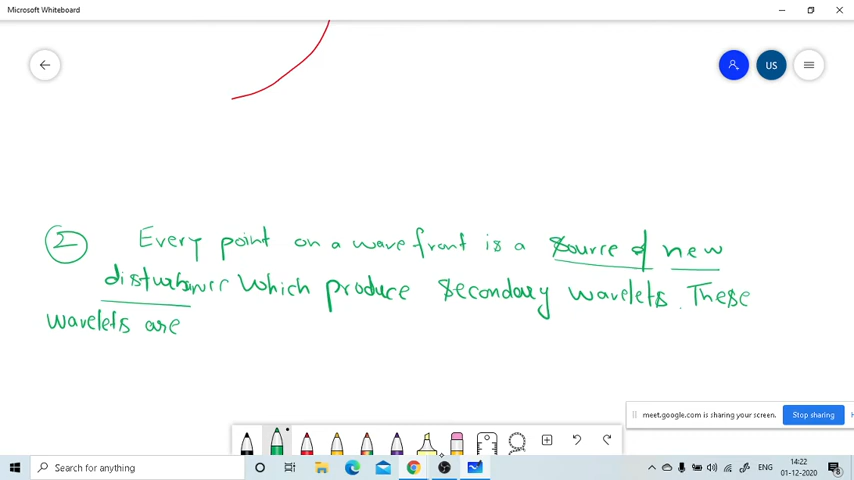 Microsoft Whiteboard
US
2 Every point on a wavefront is a source of new
disturbance which produce secondary wavelets. These
wavelets are
meet.google.com is sharing your screen. Stop sharing
Search for anything
ENG
14:22
01-12-2020
8